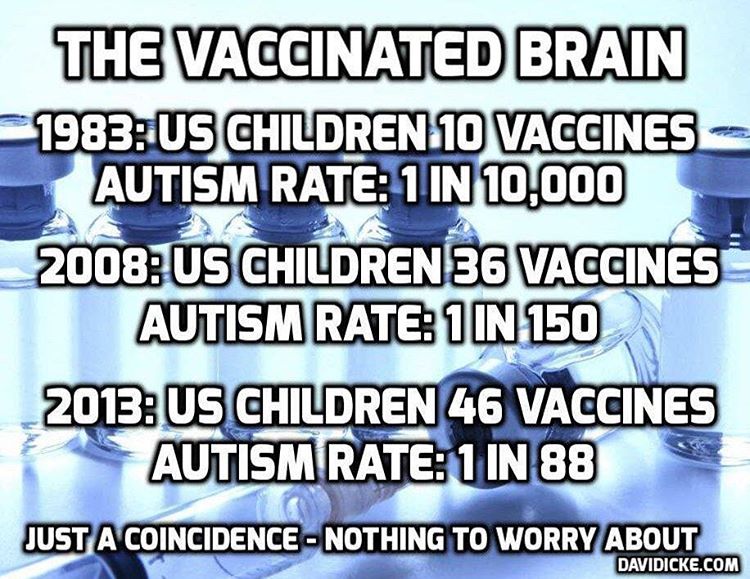 THE VACCINATED BRAIN
1983: US CHILDREN 10 VACCINES
AUTISM RATE: 1 IN 10,000
2008: US CHILDREN 36 VACCINES
AUTISM RATE: 1 IN 150
2013: US CHILDREN 46 VACCINES
AUTISM RATE: 1 IN 88
JUST A COINCIDENCE - NOTHING TO WORRY ABOUT
DAVIDICKE.COM